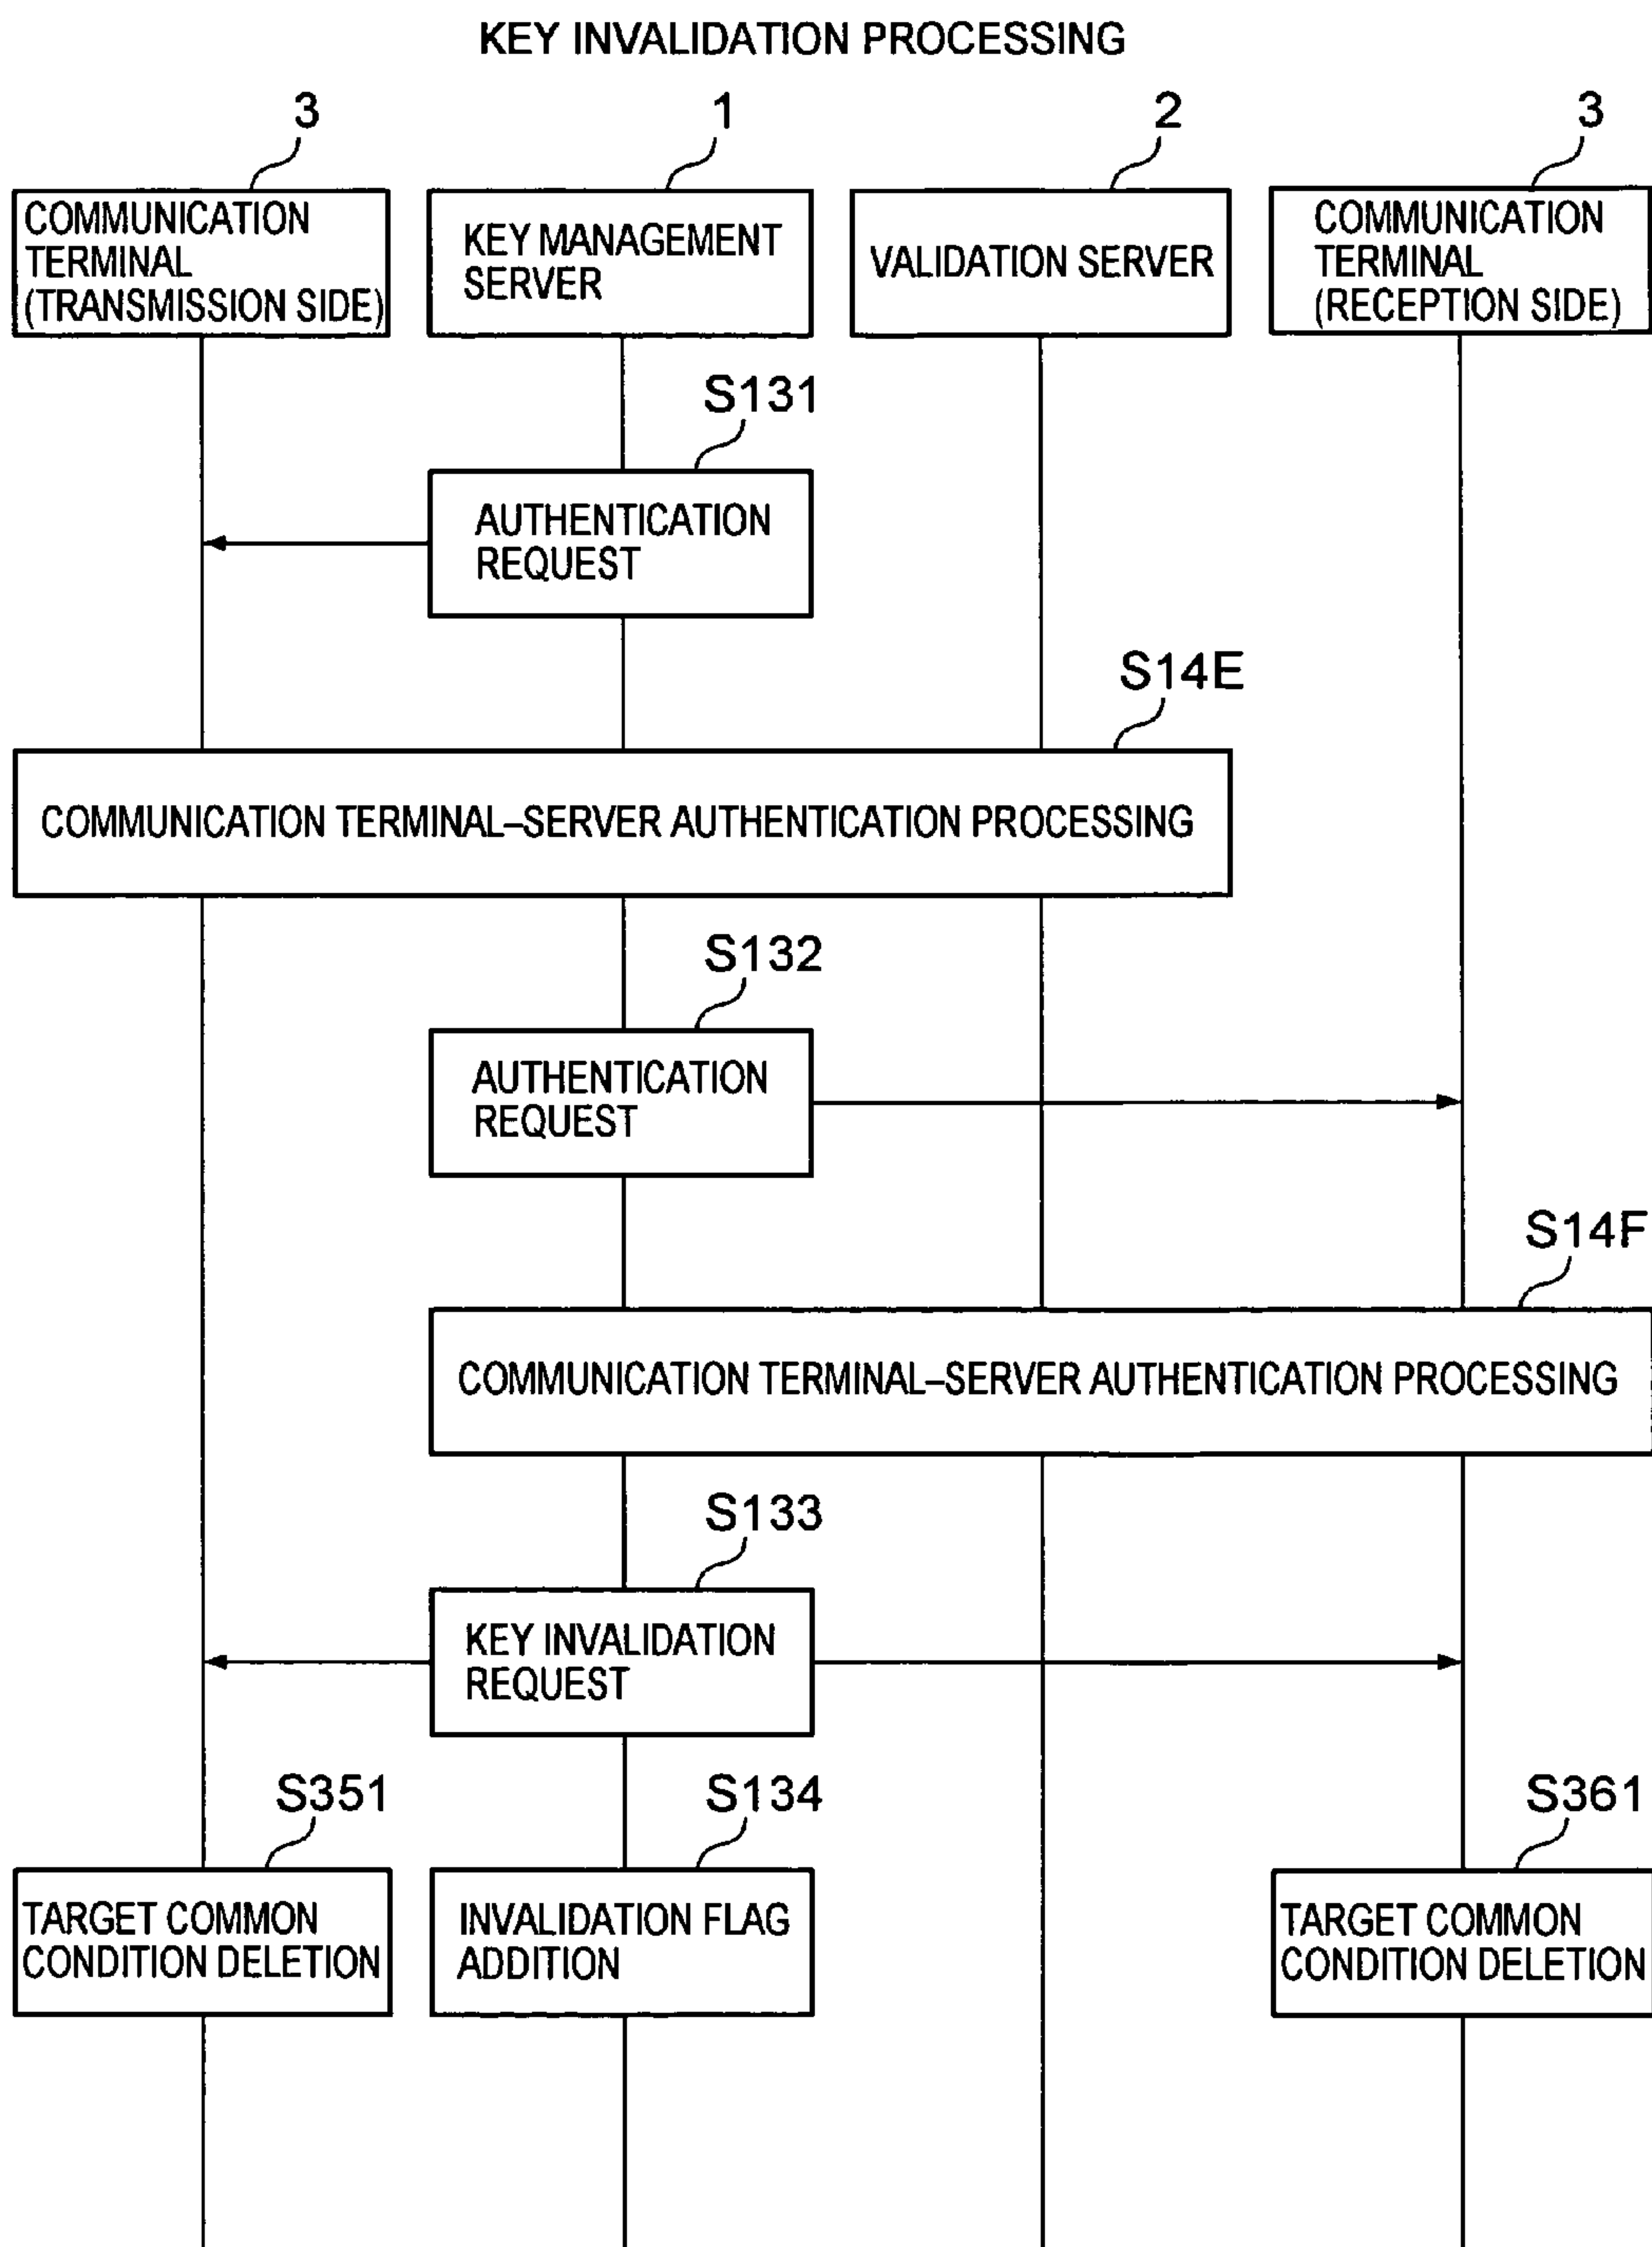 KEY INVALIDATION PROCESSING
3
1
2
3
COMMUNICATION
TERMINAL
(TRANSMISSION SIDE)
KEY MANAGEMENT
SERVER
VALIDATION SERVER
COMMUNICATION
TERMINAL
(RECEPTION SIDE)
S131
AUTHENTICATION
REQUEST
S14E
COMMUNICATION TERMINAL–SERVER AUTHENTICATION PROCESSING
S132
AUTHENTICATION
REQUEST
S14F
COMMUNICATION TERMINAL–SERVER AUTHENTICATION PROCESSING
S133
KEY INVALIDATION
REQUEST
S351
S134
S361
TARGET COMMON
CONDITION DELETION
INVALIDATION FLAG
ADDITION
TARGET COMMON
CONDITION DELETION